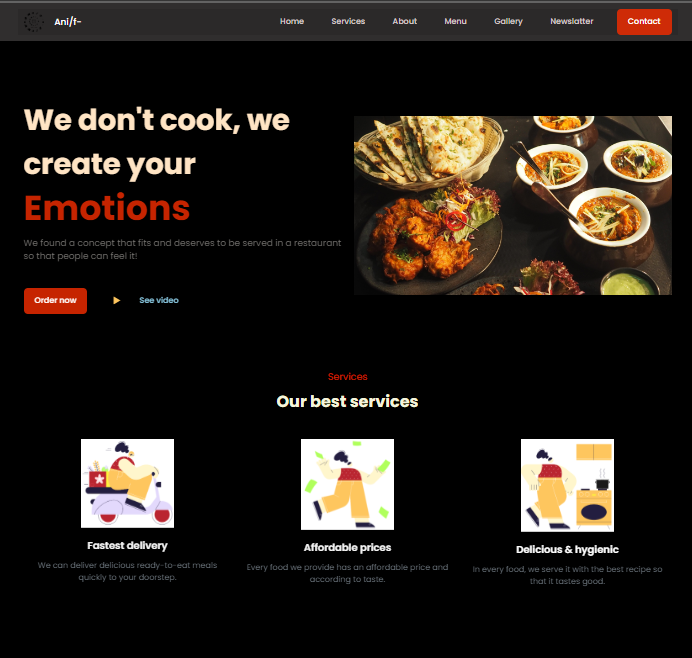 Ani/f~
Home Services About Menu Gallery Newslatter Contact
We don't cook, we
create your
Emotions
We found a concept that fits and deserves to be served in a restaurant
so that people can feel it!
Order now See video
Services
Our best services
Fastest delivery
We can deliver delicious ready-to-eat meals
quickly to your doorstep.
Affordable prices
Every food we provide has an affordable price and
according to taste.
Delicious & hygienic
In every food, we serve it with the best recipe so
that it tastes good.